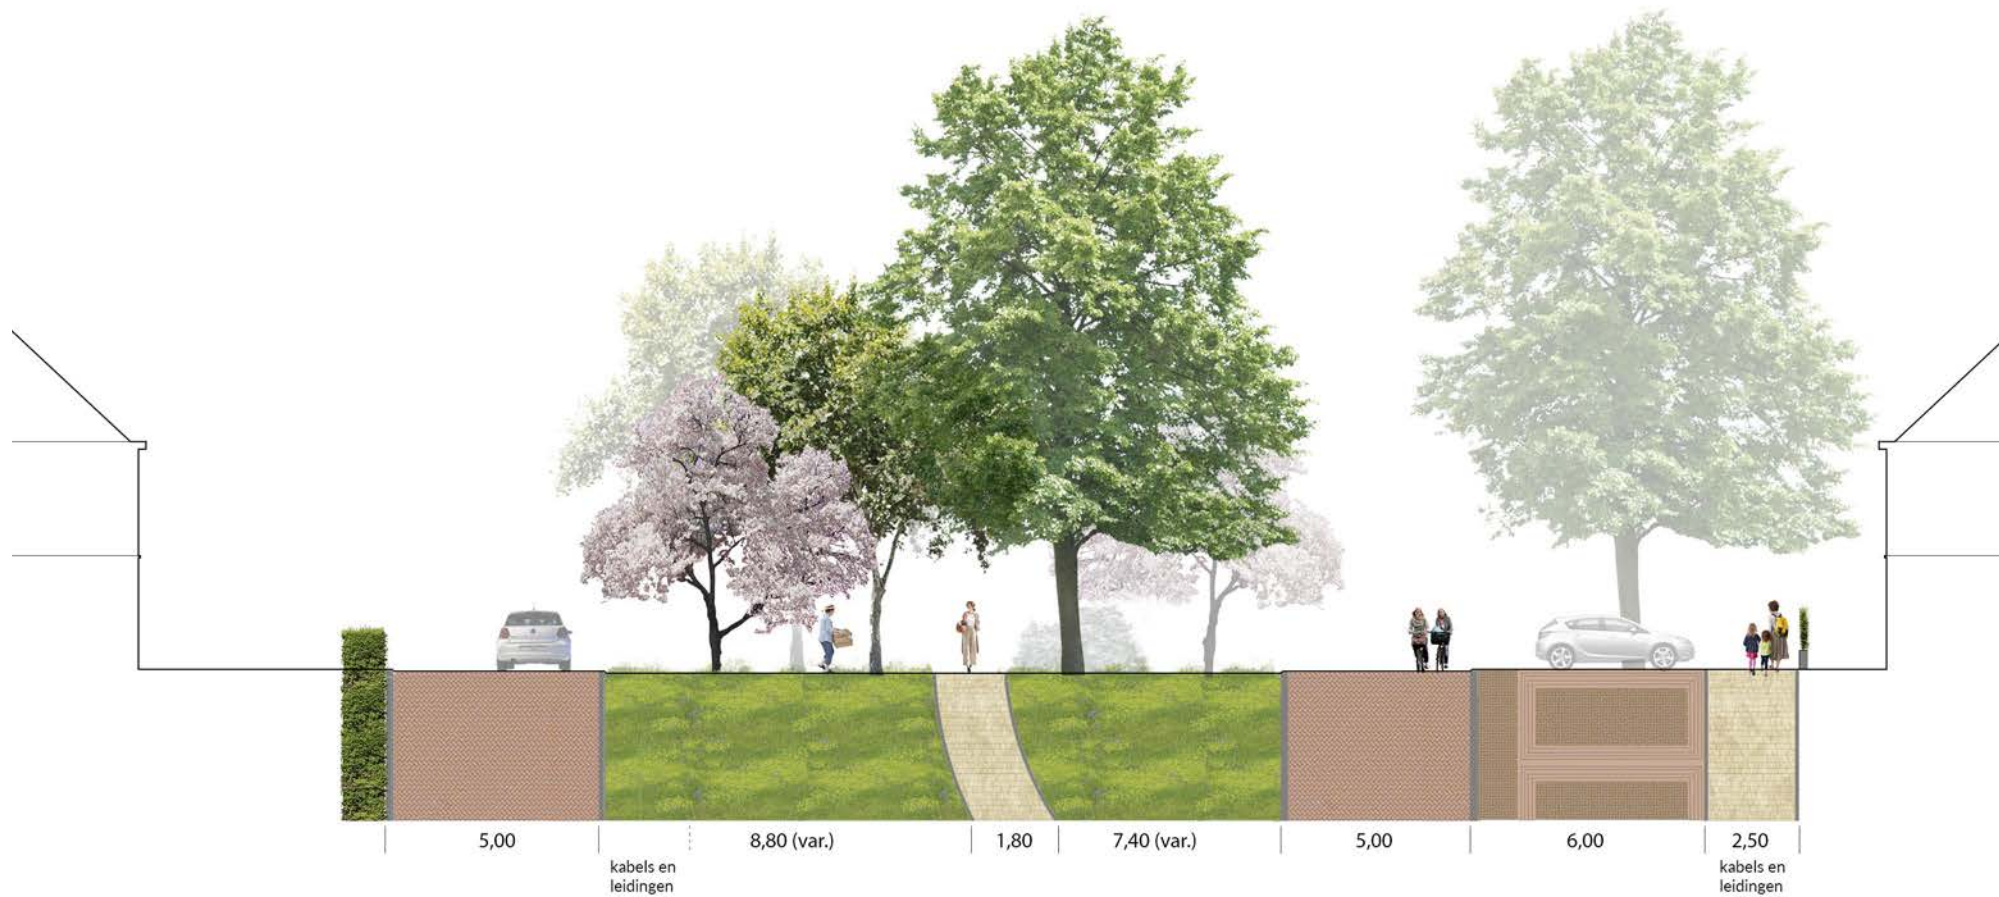 5,00
8,80 (var.)
1,80
7,40 (var.)
5,00
6,00
2,50
kabels en
leidingen
kabels en
leidingen